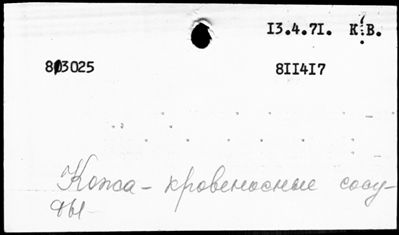 13.4.71. К.В.
803025 811417
Кожа - кровеносные сосу-
ды